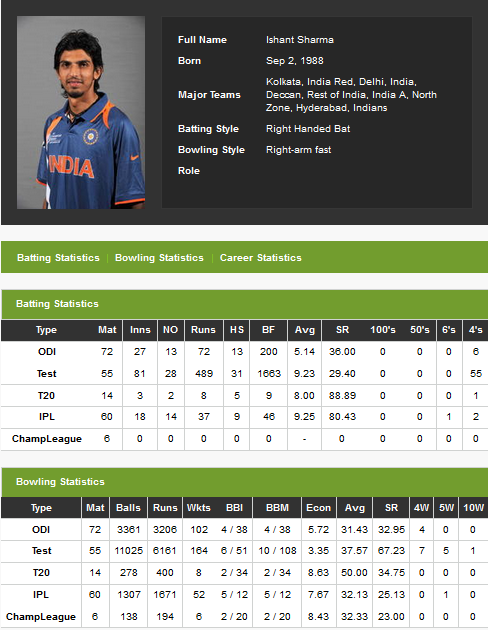 INDIA
Full Name Ishant Sharma
Born Sep 2, 1988
Major Teams Kolkata, India Red, Delhi, India,
Deccan, Rest of India, India A, North
Zone, Hyderabad, Indians
Batting Style Right Handed Bat
Bowling Style Right-arm fast
Role
Batting Statistics | Bowling Statistics | Career Statistics
Batting Statistics
Type Mat Inns NO Runs HS BF Avg SR 100's 50's 6's 4's
ODI 72 27 13 72 13 200 5.14 36.00 0 0 0 6
Test 55 81 28 489 31 1663 9.23 29.40 0 0 0 55
T20 14 3 2 8 5 9 8.00 88.89 0 0 0 1
IPL 60 18 14 37 9 46 9.25 80.43 0 0 1 2
ChampLeague 6 0 0 0 0 0 - 0 0 0 0 0
Bowling Statistics
Type Mat Balls Runs Wkts BBI BBM Econ Avg SR 4W 5W 10W
ODI 72 3361 3206 102 4 / 38 4 / 38 5.72 31.43 32.95 4 0 0
Test 55 11025 6161 164 6 / 51 10 / 108 3.35 37.57 67.23 7 5 1
T20 14 278 400 8 2 / 34 2 / 34 8.63 50.00 34.75 0 0 0
IPL 60 1307 1671 52 5 / 12 5 / 12 7.67 32.13 25.13 0 1 0
ChampLeague 6 138 194 6 2 / 20 2 / 20 8.43 32.33 23.00 0 0 0